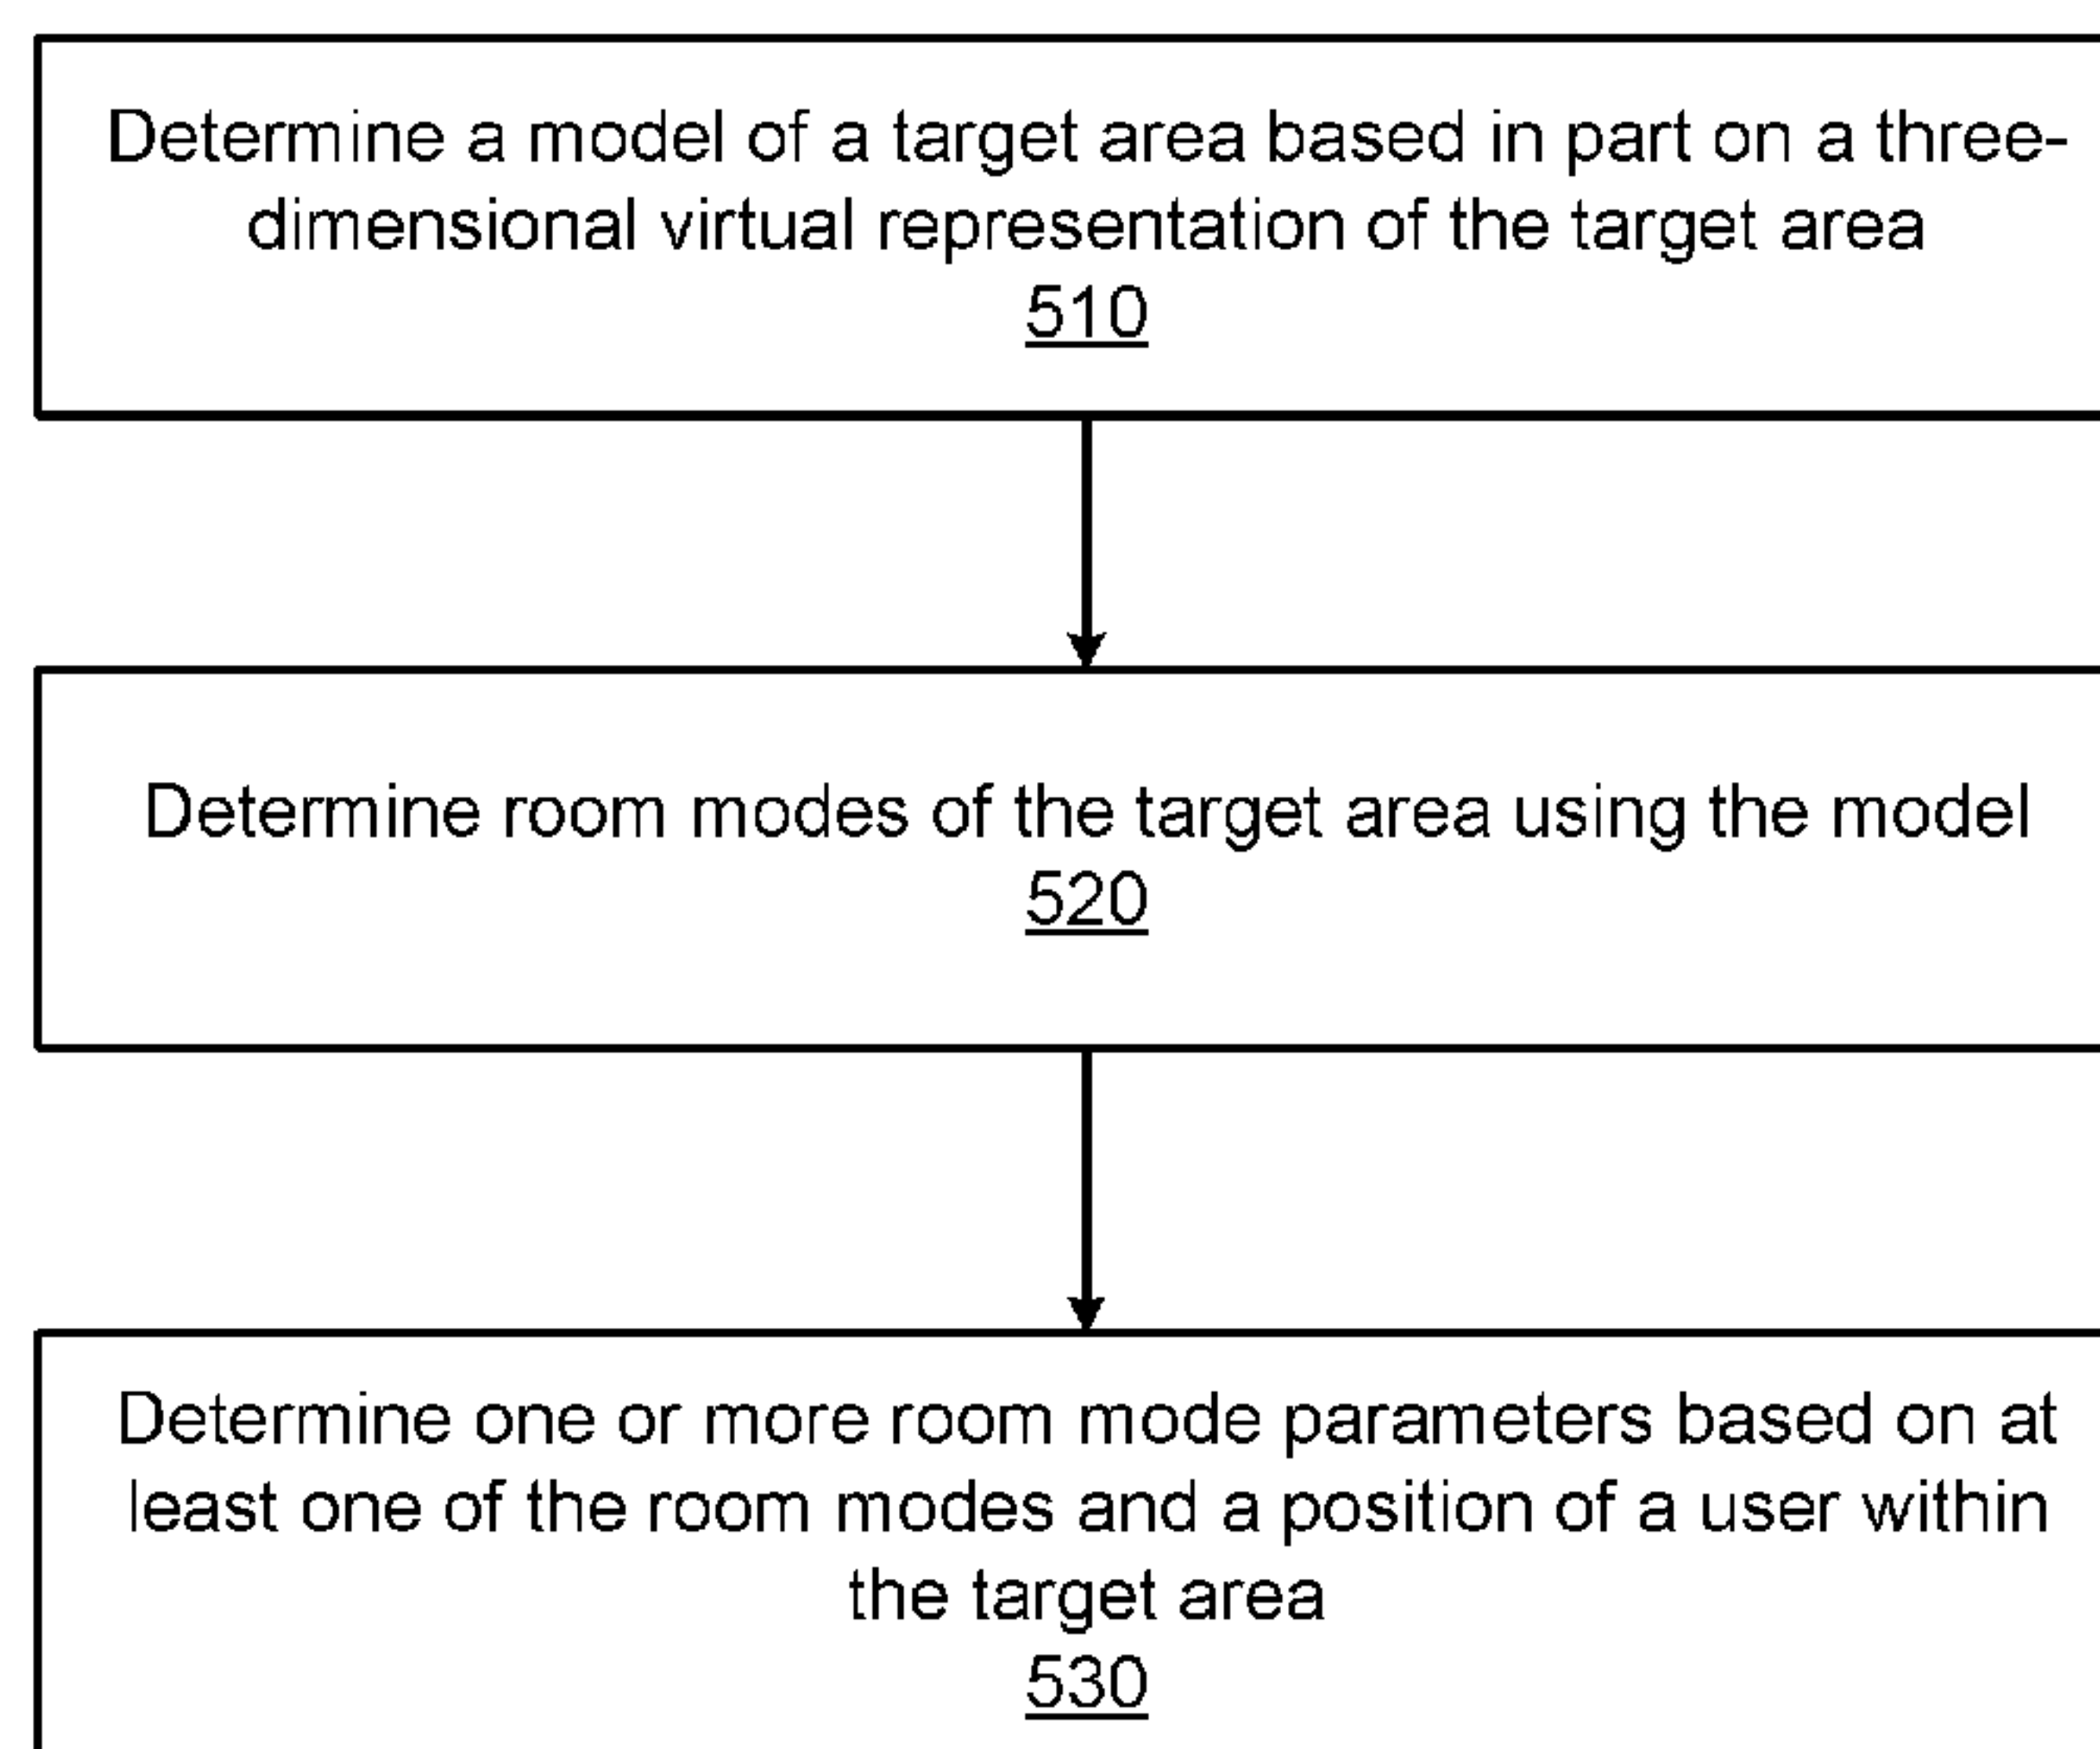 Determine a model of a target area based in part on a three-
dimensional virtual representation of the target area
510
Determine room modes of the target area using the model
520
Determine one or more room mode parameters based on at
least one of the room modes and a position of a user within
the target area
530